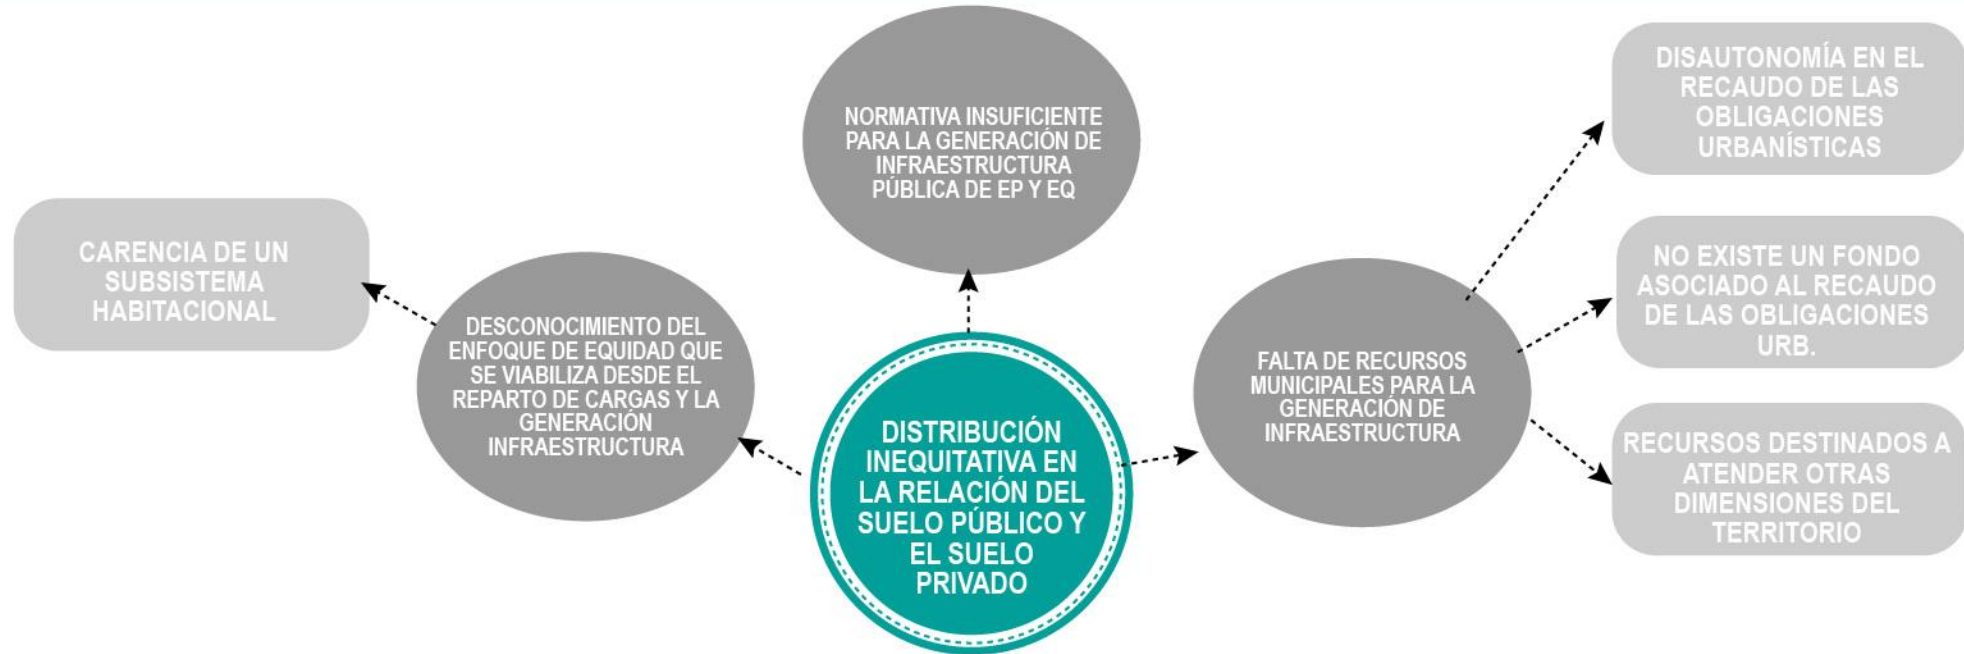 NORMATIVA INSUFICIENTE
PARA LA GENERACIÓN DE
INFRAESTRUCTURA
PÚBLICA DE EP Y EQ
DISAUTONOMÍA EN EL
RECAUDO DE LAS
OBLIGACIONES
URBANÍSTICAS
CARENCIA DE UN
SUBSISTEMA
HABITACIONAL
NO EXISTE UN FONDO
ASOCIADO AL RECAUDO
DE LAS OBLIGACIONES
URB.
DESCONOCIMIENTO DEL
ENFOQUE DE EQUIDAD QUE
SE VIABILIZA DESDE EL
REPARTO DE CARGAS Y LA
GENERACIÓN
INFRAESTRUCTURA
FALTA DE RECURSOS
MUNICIPALES PARA LA
GENERACIÓN DE
INFRAESTRUCTURA
DISTRIBUCIÓN
INEQUITATIVA EN
LA RELACIÓN DEL
SUELO PÚBLICO Y
EL SUELO
PRIVADO
RECURSOS DESTINADOS A
ATENDER OTRAS
DIMENSIONES DEL
TERRITORIO